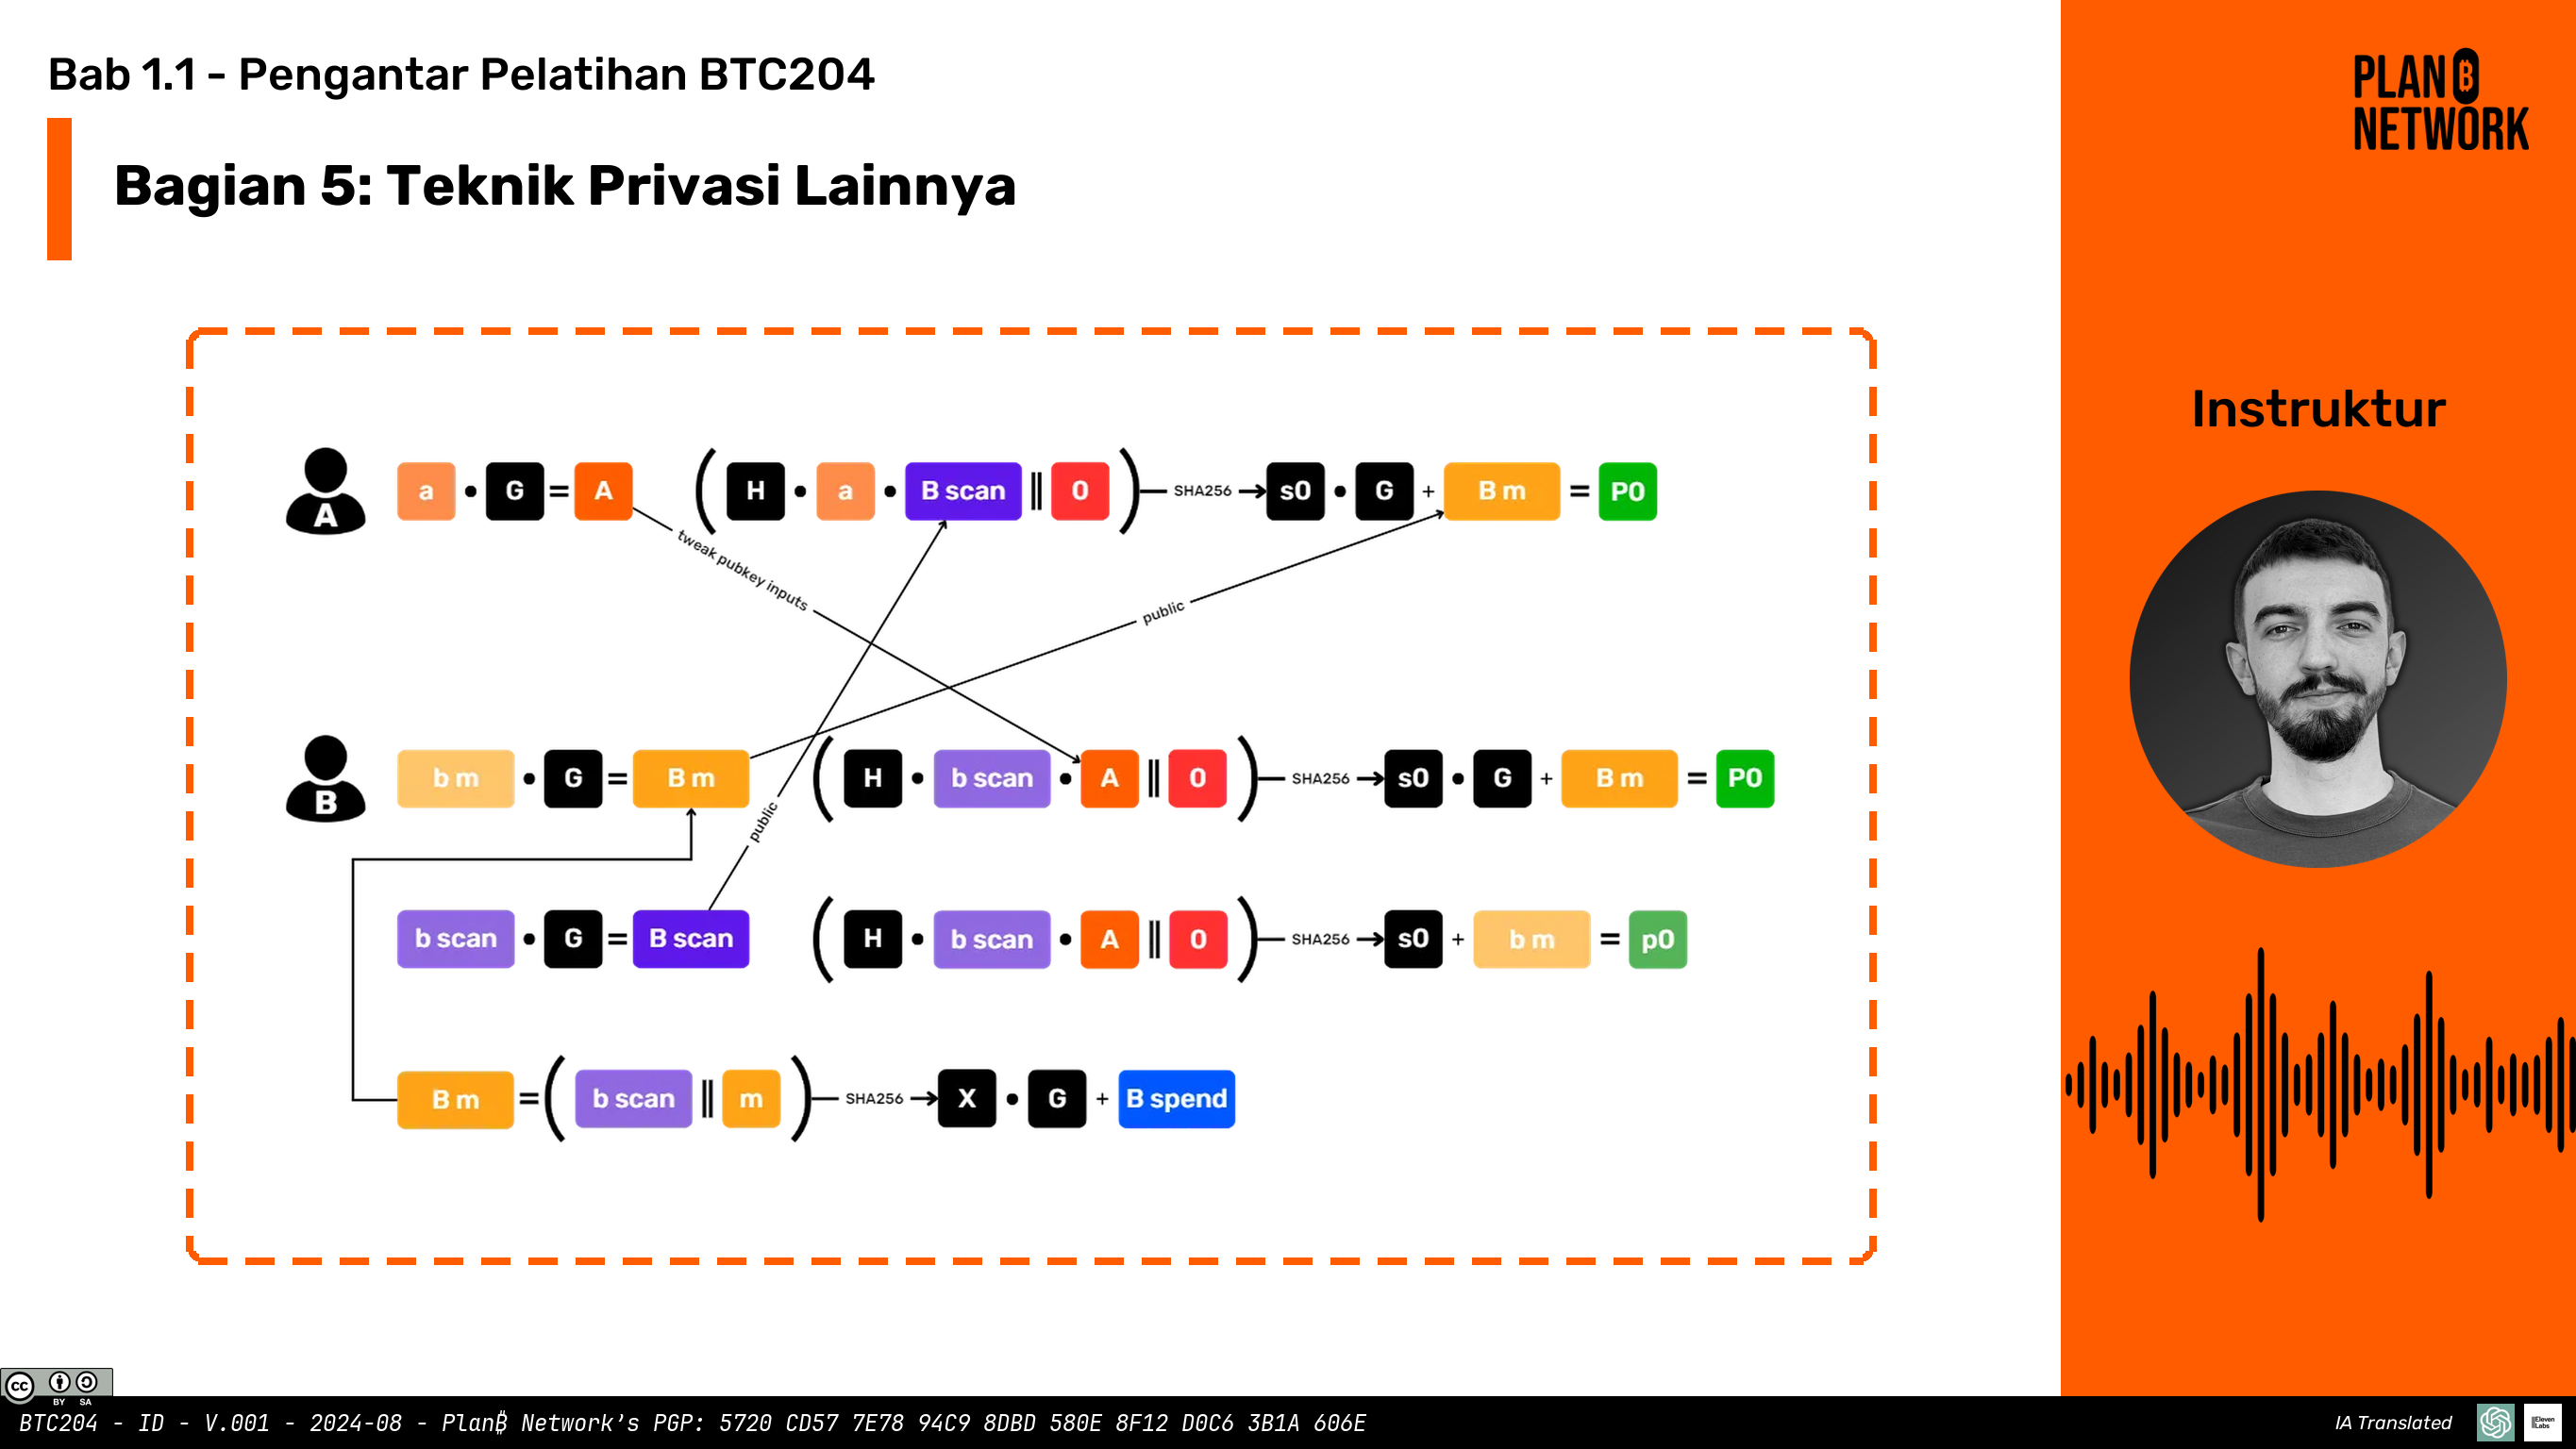 Bab 1.1 - Pengantar Pelatihan BTC204
Bagian 5: Teknik Privasi Lainnya
PLAN B
NETWORK
Instruktur
A a • G = A ( H • a • B scan || 0 ) SHA256 s0 • G + B m = P0
tweak pubkey inputs
public
B b m • G = B m ( H • b scan • A || 0 ) SHA256 s0 • G + B m = P0
public
b scan • G = B scan ( H • b scan • A || 0 ) SHA256 s0 + b m = p0
B m = ( b scan || m ) SHA256 X • G + B spend
cc BY SA
BTC204 - ID - V.001 - 2024-08 - Plan₿ Network's PGP: 5720 CD57 7E78 94C9 8DBD 580E 8F12 D0C6 3B1A 606E
IA Translated
||Eleven
Labs